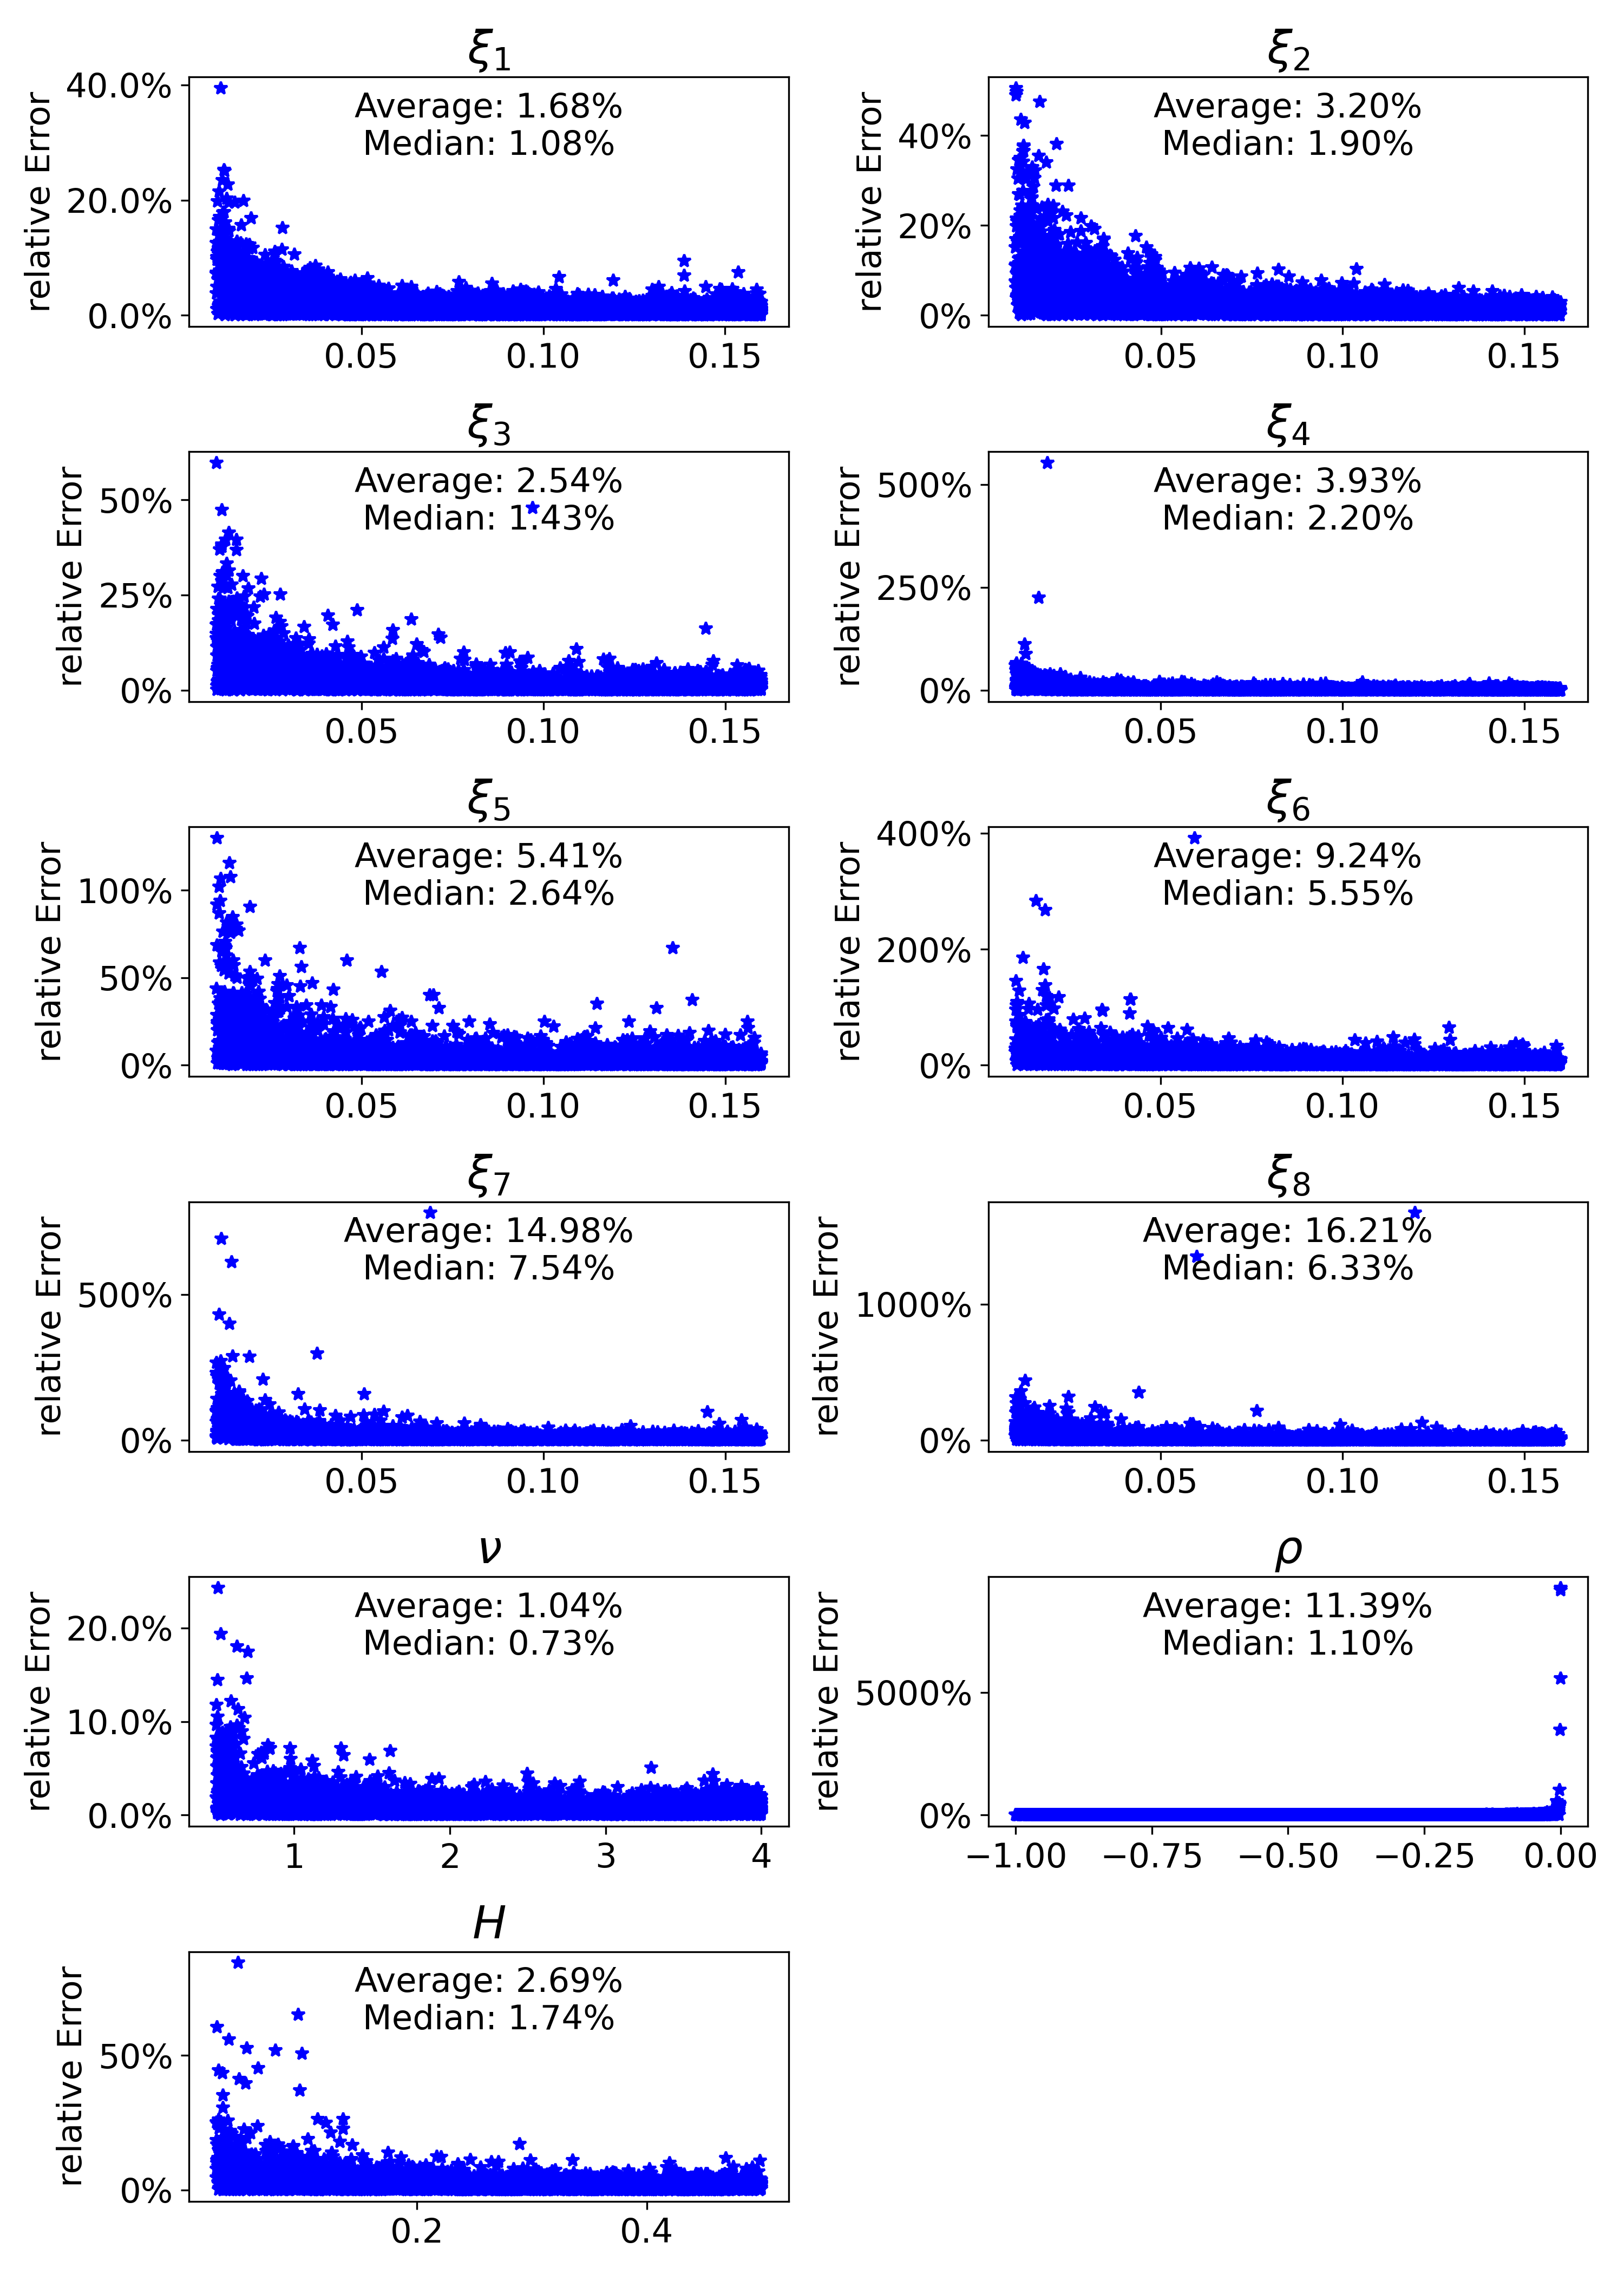 ξ1
relative Error
40.0%
20.0%
0.0%
Average: 1.68%
Median: 1.08%
0.05 0.10 0.15
ξ2
relative Error
40%
20%
0%
Average: 3.20%
Median: 1.90%
0.05 0.10 0.15
ξ3
relative Error
50%
25%
0%
Average: 2.54%
Median: 1.43%
0.05 0.10 0.15
ξ4
relative Error
500%
250%
0%
Average: 3.93%
Median: 2.20%
0.05 0.10 0.15
ξ5
relative Error
100%
50%
0%
Average: 5.41%
Median: 2.64%
0.05 0.10 0.15
ξ6
relative Error
400%
200%
0%
Average: 9.24%
Median: 5.55%
0.05 0.10 0.15
ξ7
relative Error
500%
0%
Average: 14.98%
Median: 7.54%
0.05 0.10 0.15
ξ8
relative Error
1000%
0%
Average: 16.21%
Median: 6.33%
0.05 0.10 0.15
ν
relative Error
20.0%
10.0%
0.0%
Average: 1.04%
Median: 0.73%
1 2 3 4
ρ
relative Error
5000%
0%
Average: 11.39%
Median: 1.10%
−1.00 −0.75 −0.50 −0.25 0.00
H
relative Error
50%
0%
Average: 2.69%
Median: 1.74%
0.2 0.4